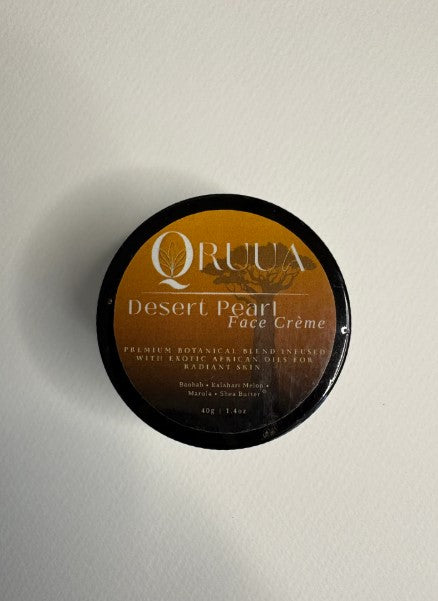 QRUUA
Desert Pearl
Face Crème
PREMIUM BOTANICAL BLEND INFUSED
WITH EXOTIC AFRICAN OILS FOR
RADIANT SKIN
Baobab • Kalahari Melon •
Marola • Shea Butter
40g | 1.4oz